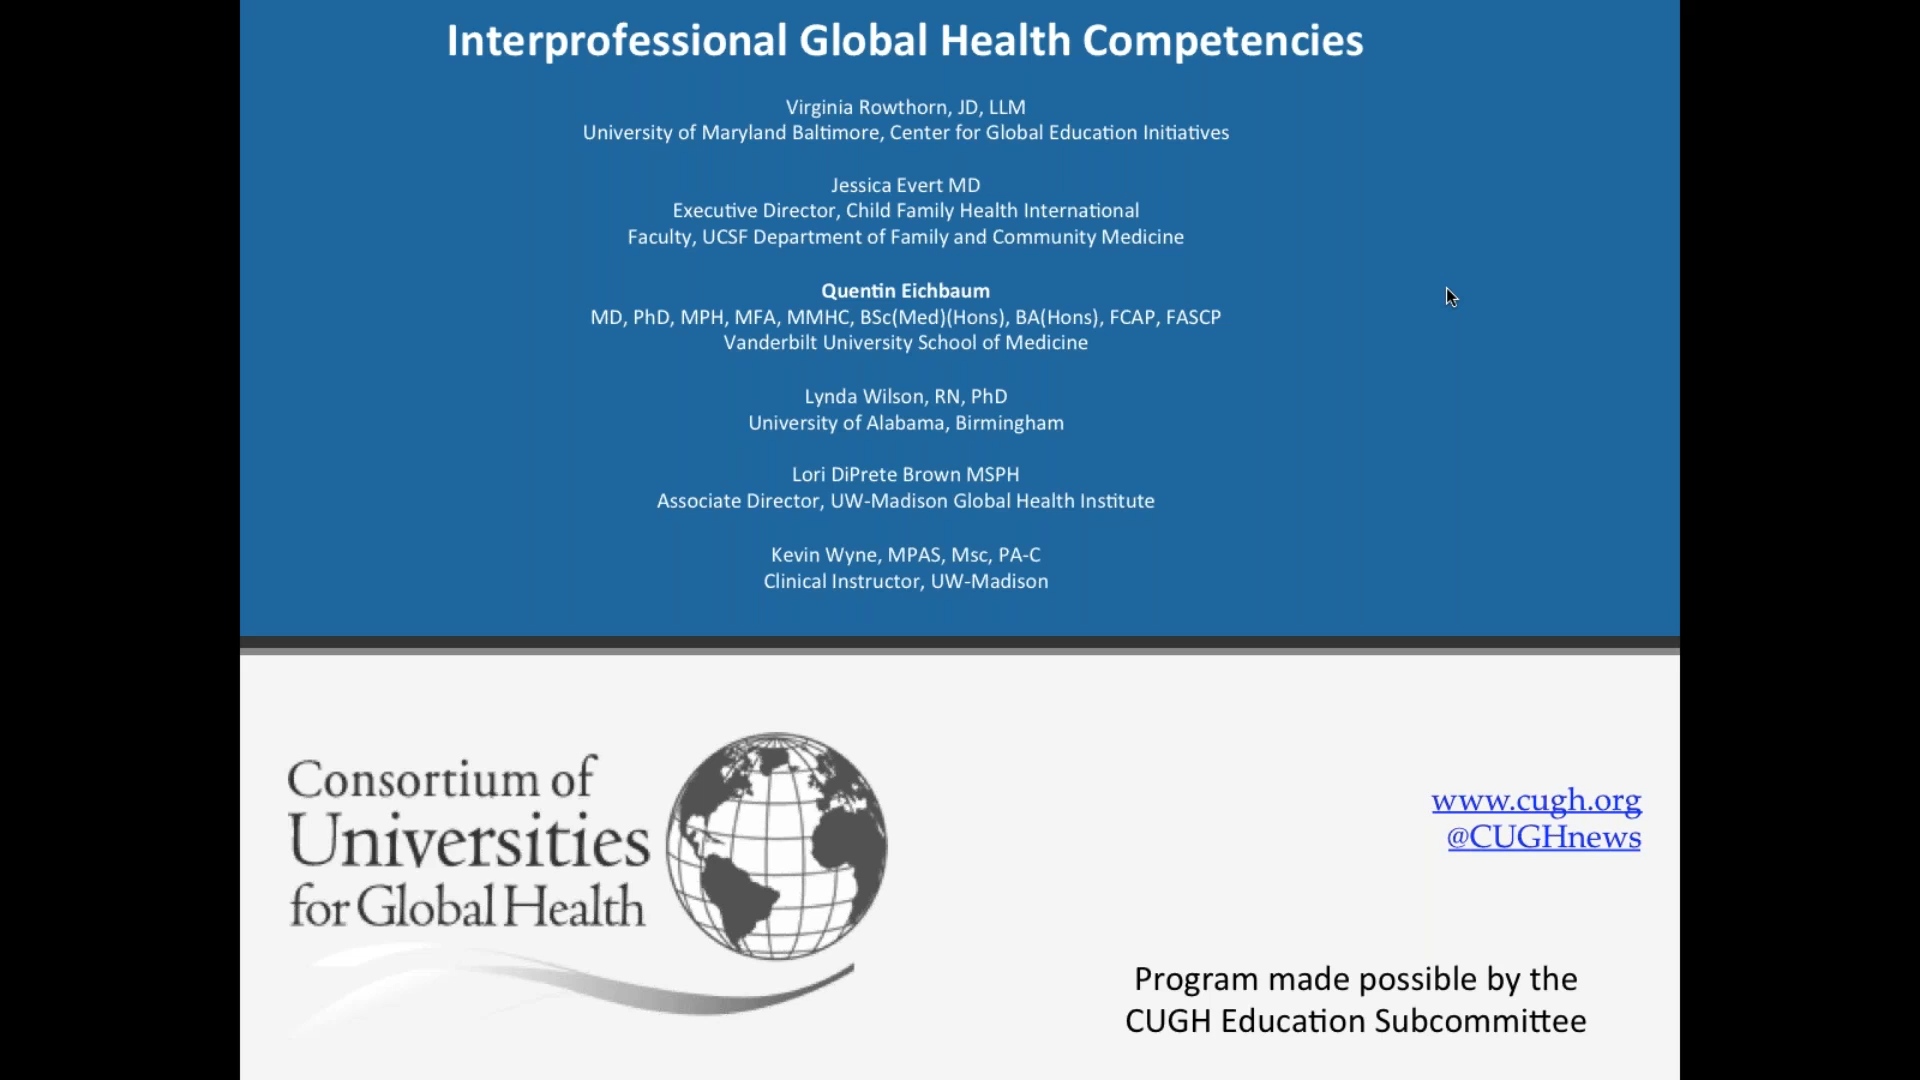 Interprofessional Global Health Competencies
Virginia Rowthorn, JD, LLM
University of Maryland Baltimore, Center for Global Education Initiatives
Jessica Evert MD
Executive Director, Child Family Health International
Faculty, UCSF Department of Family and Community Medicine
Quentin Eichbaum
MD, PhD, MPH, MFA, MMHC, BSc(Med)(Hons), BA(Hons), FCAP, FASCP
Vanderbilt University School of Medicine
Lynda Wilson, RN, PhD
University of Alabama, Birmingham
Lori DiPrete Brown MSPH
Associate Director, UW-Madison Global Health Institute
Kevin Wyne, MPAS, Msc, PA-C
Clinical Instructor, UW-Madison
Consortium of
Universities
for Global Health
www.cugh.org
@CUGHnews
Program made possible by the
CUGH Education Subcommittee